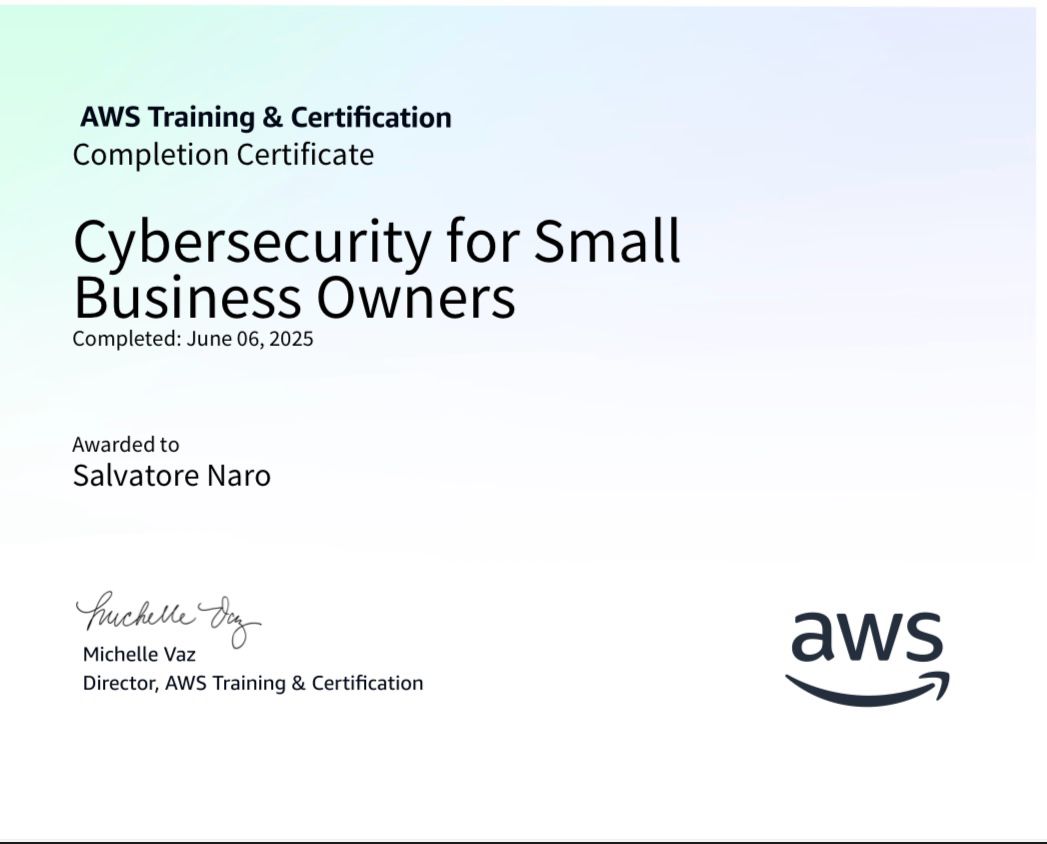 AWS Training & Certification
Completion Certificate
Cybersecurity for Small
Business Owners
Completed: June 06, 2025
Awarded to
Salvatore Naro
Michelle Vaz
Michelle Vaz
Director, AWS Training & Certification
aws